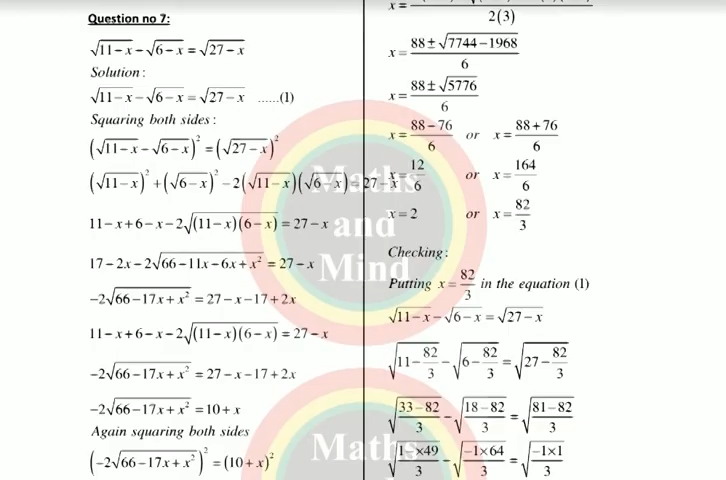 Question no 7:
√11−x − √6−x = √27−x
Solution :
√11−x − √6−x = √27−x ......(1)
Squaring both sides :
(√11−x − √6−x)² = (√27−x)²
(√11−x)² + (√6−x)² − 2(√11−x)(√6−x) = 27−x
11−x+6−x−2√(11−x)(6−x) = 27−x
17−2x−2√66−11x−6x+x² = 27−x
−2√66−17x+x² = 27−x−17+2x
11−x+6−x−2√(11−x)(6−x) = 27−x
−2√66−17x+x² = 27−x−17+2x
−2√66−17x+x² = 10+x
Again squaring both sides
(−2√66−17x+x²)² = (10+x)²
x = 2(3)
x = 88±√7744−1968 / 6
x = 88±√5776 / 6
x = 88−76 / 6 or x = 88+76 / 6
x = 12 / 6 or x = 164 / 6
x = 2 or x = 82 / 3
Checking :
Putting x = 82 / 3 in the equation (1)
√11−x − √6−x = √27−x
√11− 82 / 3 − √6− 82 / 3 = √27− 82 / 3
√33−82 / 3 − √18−82 / 3 = √81−82 / 3
√1−×49 / 3 − √−1×64 / 3 = √−1×1 / 3
Maths
and
Mind
Maths